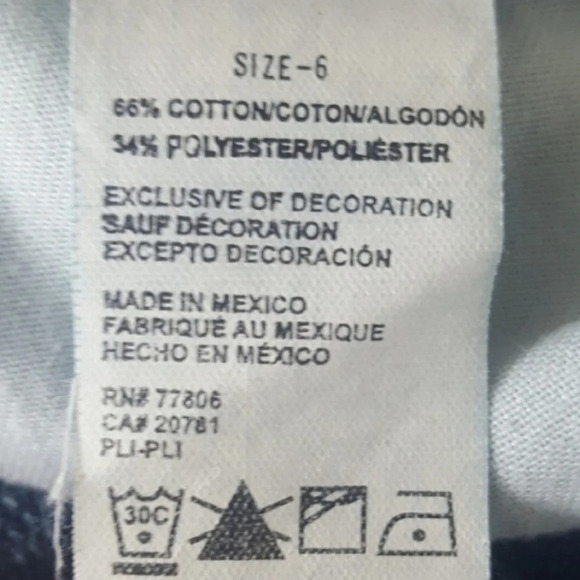 SIZE-6
66% COTTON/COTON/ALGODÓN
34% POLYESTER/POLIÉSTER
EXCLUSIVE OF DECORATION
SAUF DÉCORATION
EXCEPTO DECORACIÓN
MADE IN MEXICO
FABRIQUÉ AU MEXIQUE
HECHO EN MÉXICO
RN# 77806
CA# 20781
PLI-PLI
30C